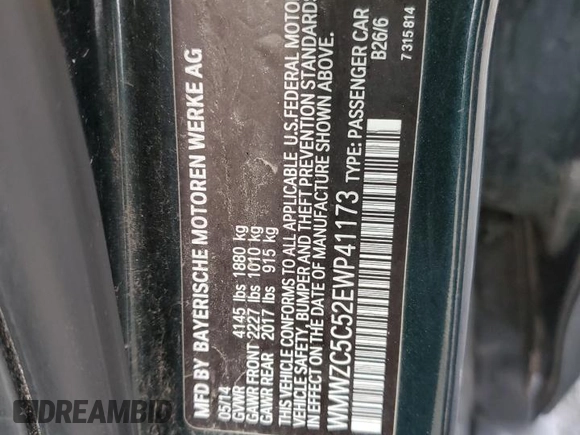 MFD BY BAYERISCHE MOTOREN WERKE AG
05/14
GVWR 4145 lbs 1880 kg
GAWR FRONT 2227 lbs 1010 kg
GAWR REAR 2017 lbs 915 kg
THIS VEHICLE CONFORMS TO ALL APPLICABLE U.S. FEDERAL MOTO
VEHICLE SAFETY, BUMPER AND THEFT PREVENTION STANDARDS
IN EFFECT ON THE DATE OF MANUFACTURE SHOWN ABOVE.
WMWZC5C52EWP41173 TYPE: PASSENGER CAR
B26/6
7 315 814
DREAMBID